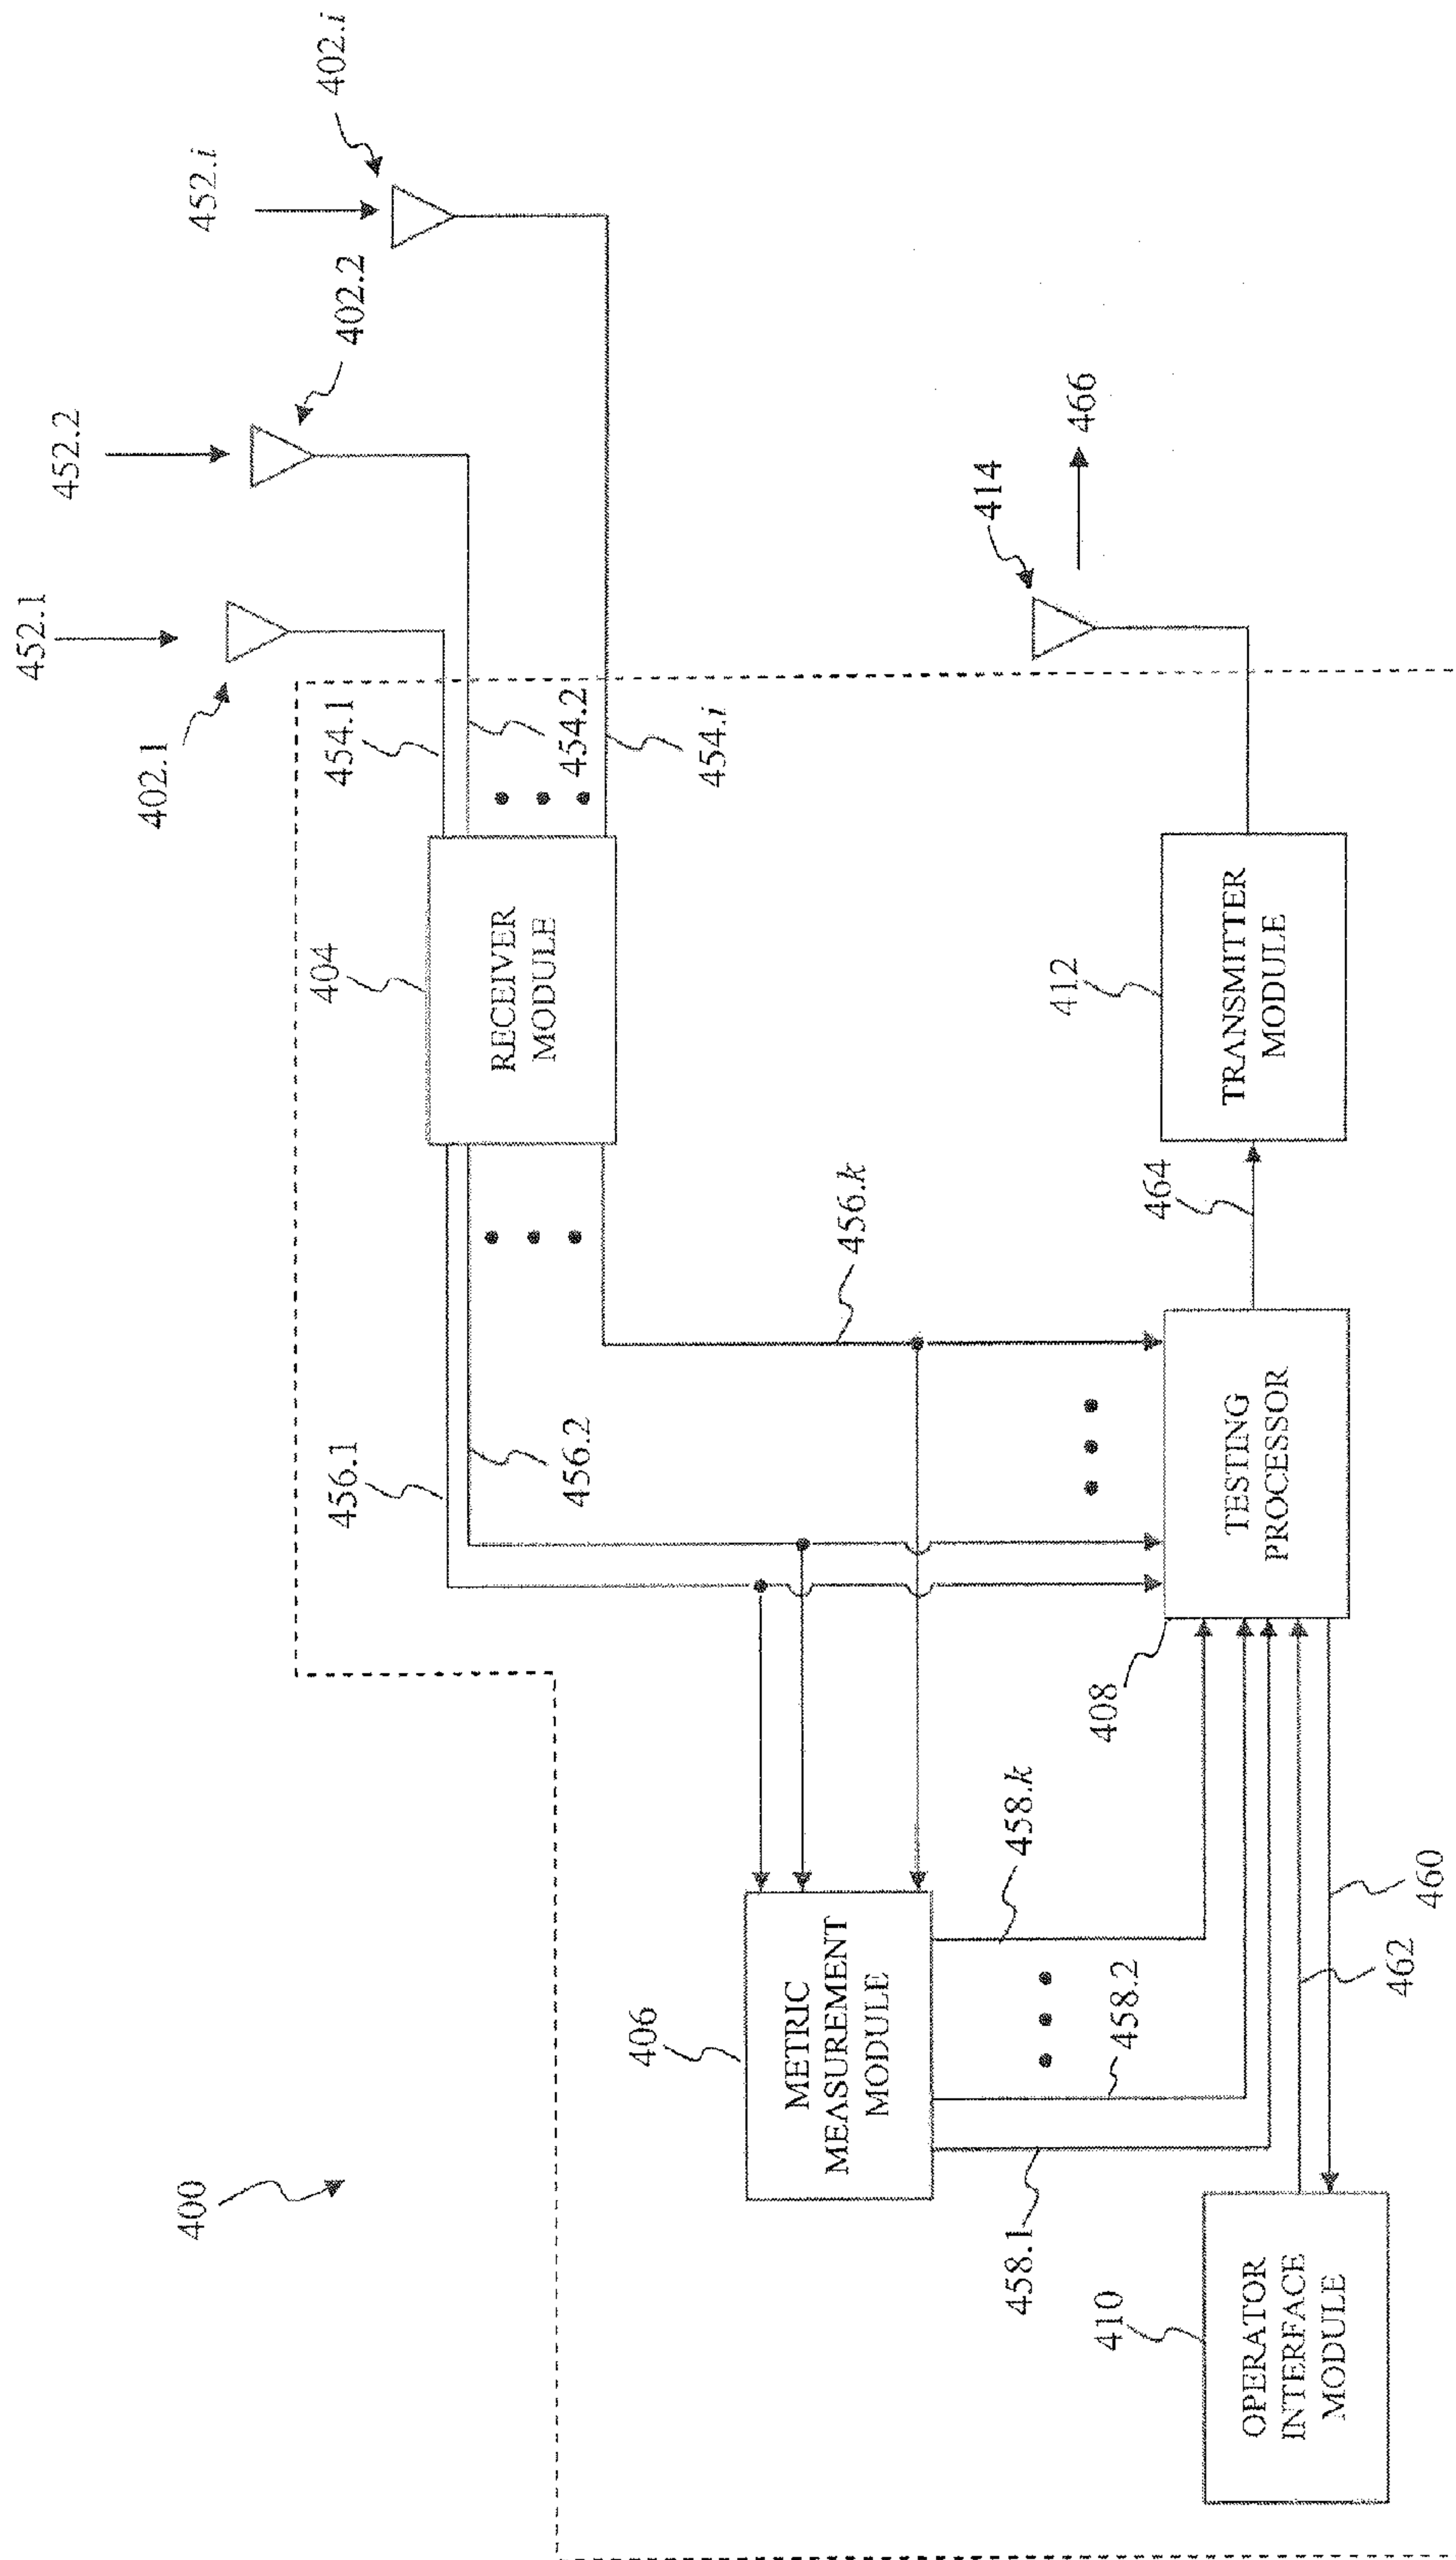 400
402.1
452.1
452.2
402.2
452.i
402.i
454.1
454.2
454.i
404
RECEIVER
MODULE
456.1
456.2
456.k
406
METRIC
MEASUREMENT
MODULE
458.1
458.2
458.k
408
TESTING
PROCESSOR
464
412
TRANSMITTER
MODULE
414
466
410
OPERATOR
INTERFACE
MODULE
462
460